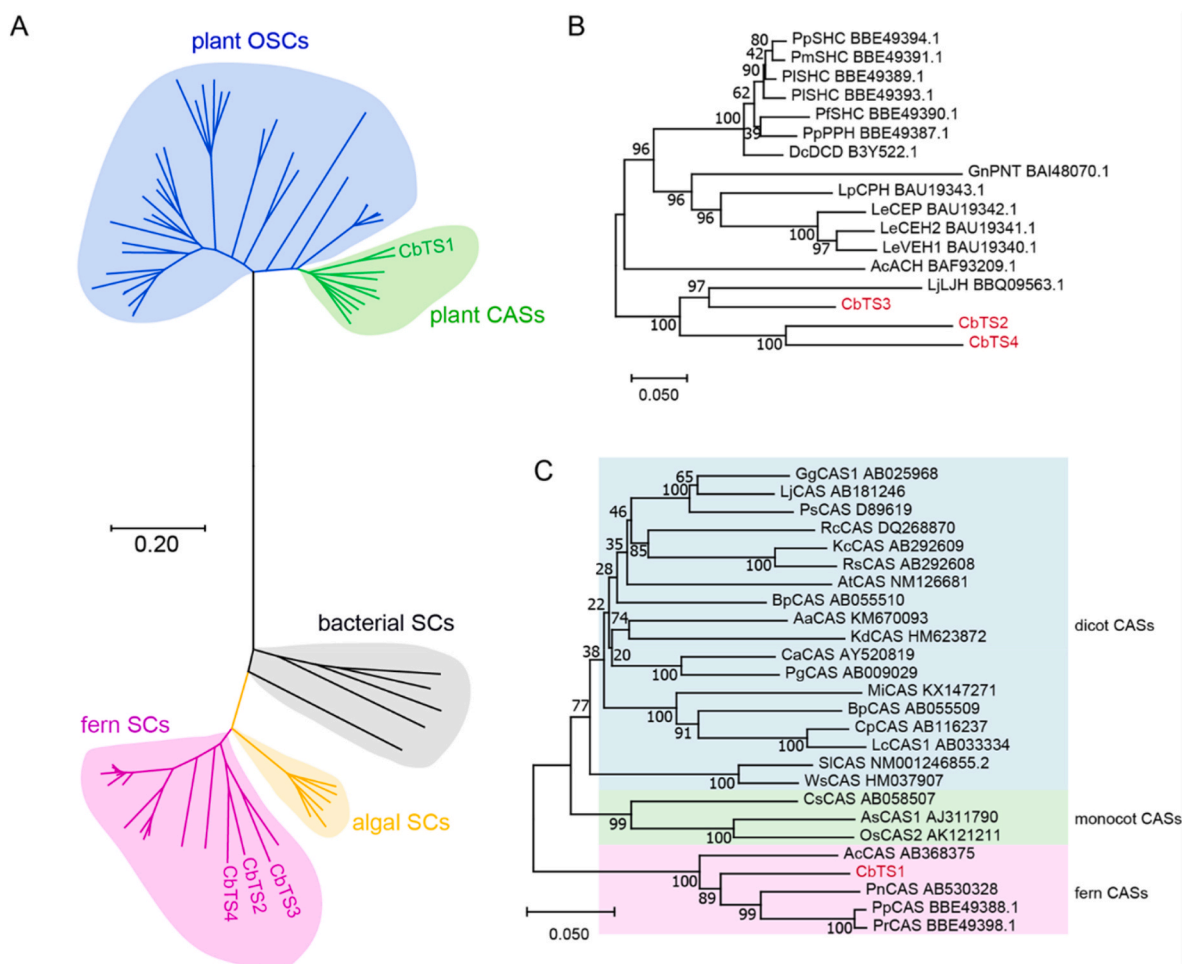 A
plant OSCs
CbTS1
plant CASs
0.20
bacterial SCs
fern SCs
algal SCs
CbTS4
CbTS2
CbTS3
B
80
PpSHC BBE49394.1
42
PmSHC BBE49391.1
90
PlSHC BBE49389.1
62
PlSHC BBE49393.1
100
PfSHC BBE49390.1
39
PpPPH BBE49387.1
96
DcDCD B3Y522.1
GnPNT BAI48070.1
96
LpCPH BAU19343.1
96
LeCEP BAU19342.1
100
LeCEH2 BAU19341.1
97
LeVEH1 BAU19340.1
AcACH BAF93209.1
97
LjLJH BBQ09563.1
CbTS3
100
CbTS2
100
CbTS4
0.050
C
65
GgCAS1 AB025968
100
LjCAS AB181246
46
PsCAS D89619
RcCAS DQ268870
35
85
KcCAS AB292609
100
RsCAS AB292608
28
AtCAS NM126681
22
BpCAS AB055510
74
AaCAS KM670093
KdCAS HM623872
dicot CASs
38
20
CaCAS AY520819
100
PgCAS AB009029
77
MiCAS KX147271
100
BpCAS AB055509
91
CpCAS AB116237
100
LcCAS1 AB033334
SlCAS NM001246855.2
100
WsCAS HM037907
CsCAS AB058507
99
AsCAS1 AJ311790
monocot CASs
100
OsCAS2 AK121211
AcCAS AB368375
100
CbTS1
89
PnCAS AB530328
fern CASs
99
PpCAS BBE49388.1
100
PrCAS BBE49398.1
0.050